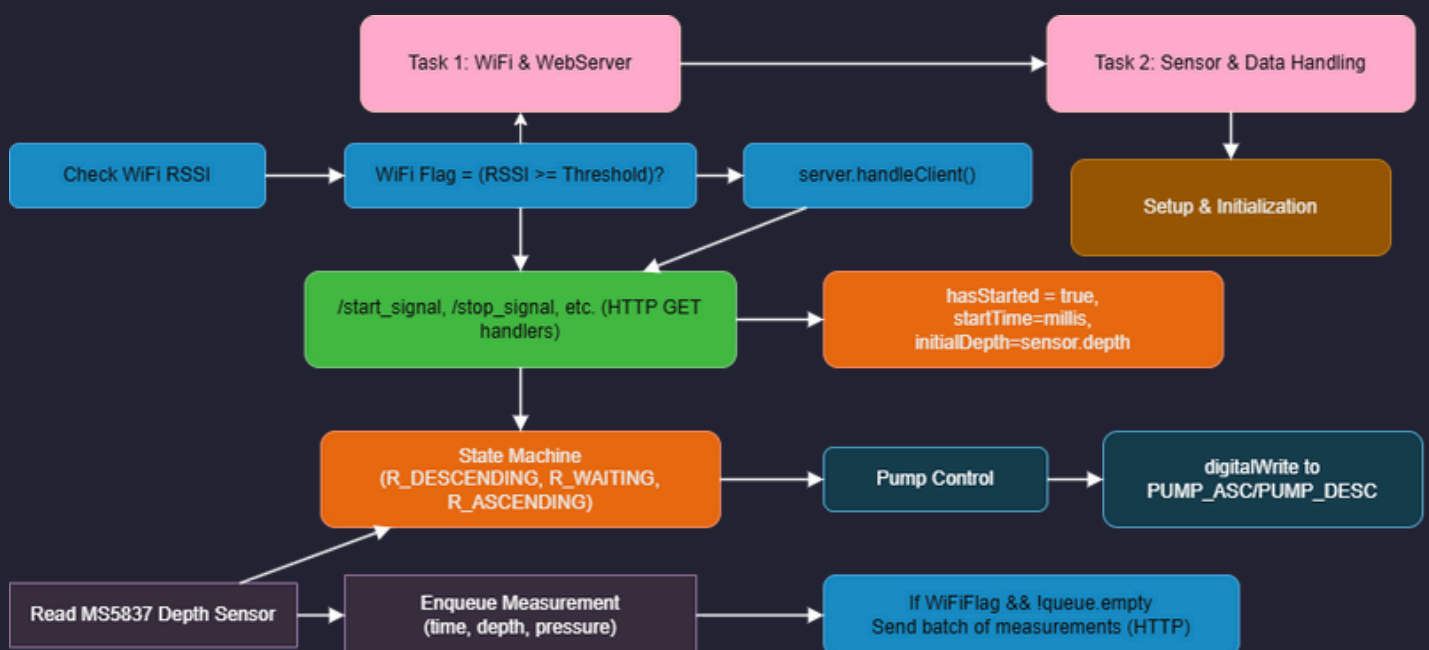 Task 1: WiFi & WebServer
Task 2: Sensor & Data Handling
Check WiFi RSSI
WiFi Flag = (RSSI >= Threshold)?
server.handleClient()
Setup & Initialization
/start_signal, /stop_signal, etc. (HTTP GET
handlers)
hasStarted = true,
startTime=millis,
initialDepth=sensor.depth
State Machine
(R_DESCENDING, R_WAITING,
R_ASCENDING)
Pump Control
digitalWrite to
PUMP_ASC/PUMP_DESC
Read MS5837 Depth Sensor
Enqueue Measurement
(time, depth, pressure)
If WiFiFlag && !queue.empty
Send batch of measurements (HTTP)